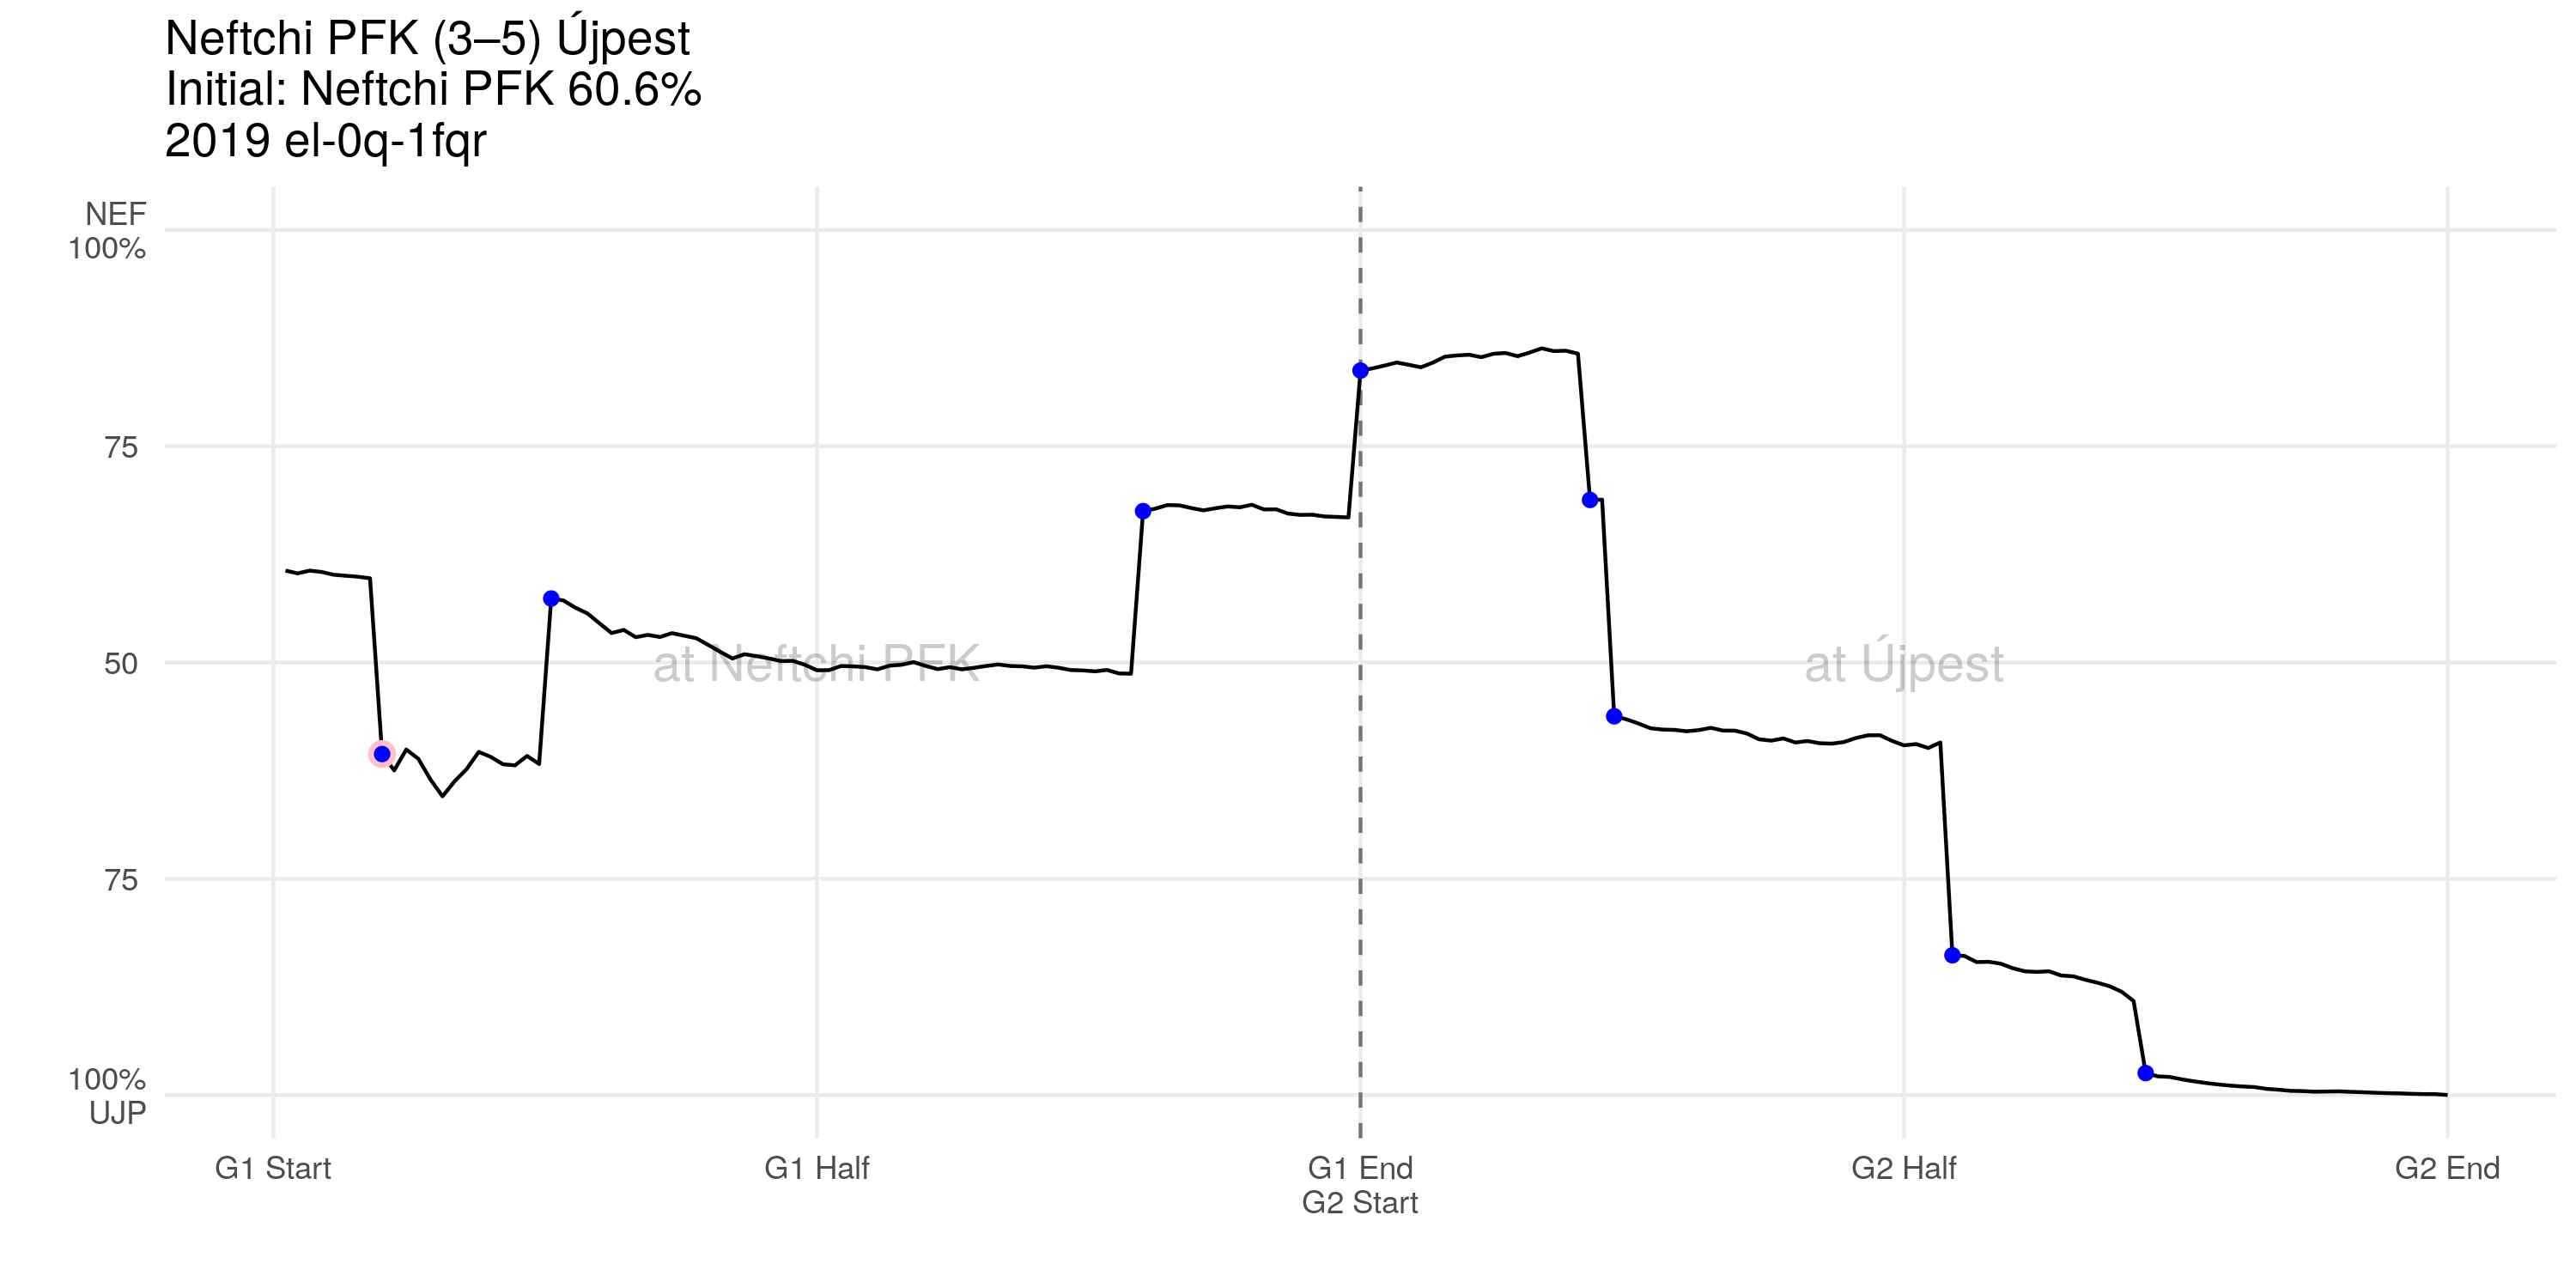 Neftchi PFK (3–5) Újpest
Initial: Neftchi PFK 60.6%
2019 el-0q-1fqr
NEF
100%
75
50
75
100%
UJP
at Neftchi PFK
at Újpest
G1 Start
G1 Half
G1 End
G2 Start
G2 Half
G2 End